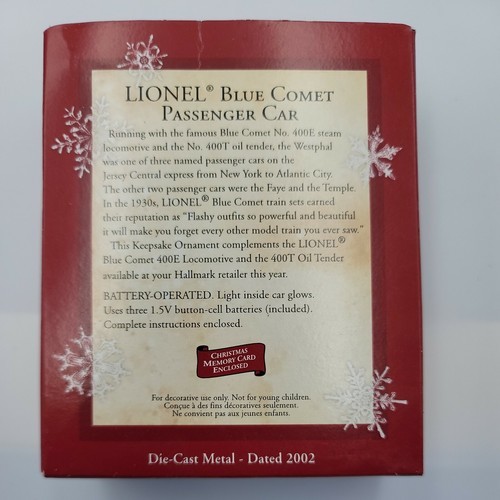 LIONEL® BLUE COMET
PASSENGER CAR
Running with the famous Blue Comet No. 400E steam
locomotive and the No. 400T oil tender, the Westphal
was one of three named passenger cars on the
Jersey Central express from New York to Atlantic City.
The other two passenger cars were the Faye and the Temple.
In the 1930s, LIONEL® Blue Comet train sets earned
their reputation as "Flashy outfits so powerful and beautiful
it will make you forget every other model train you ever saw."
This Keepsake Ornament complements the LIONEL®
Blue Comet 400E Locomotive and the 400T Oil Tender
available at your Hallmark retailer this year.
BATTERY-OPERATED. Light inside car glows.
Uses three 1.5V button-cell batteries (included).
Complete instructions enclosed.
CHRISTMAS
MEMORY CARD
ENCLOSED
For decorative use only. Not for young children.
Conçue à des fins décoratives seulement.
Ne convient pas aux jeunes enfants.
Die-Cast Metal - Dated 2002